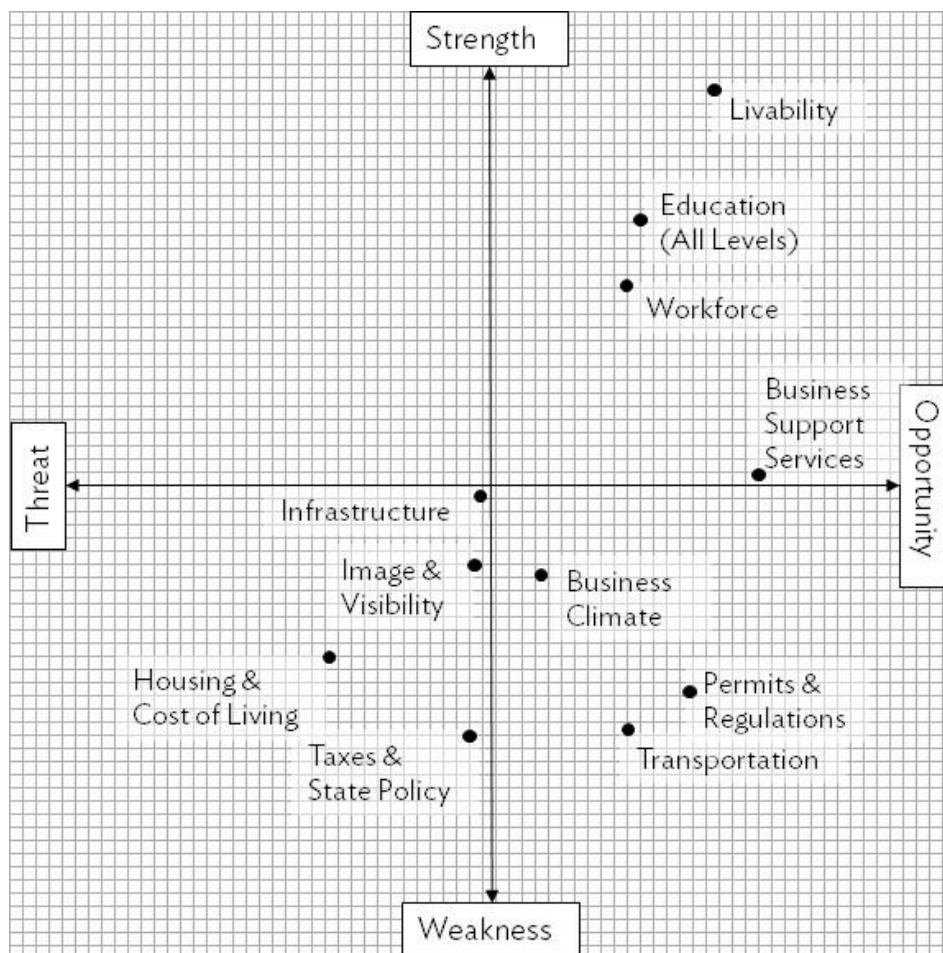 Strength
Livability
Education
(All Levels)
Workforce
Business
Support
Services
Opportunity
Threat
Infrastructure
Image &
Visibility
Business
Climate
Housing &
Cost of Living
Permits &
Regulations
Taxes &
State Policy
Transportation
Weakness